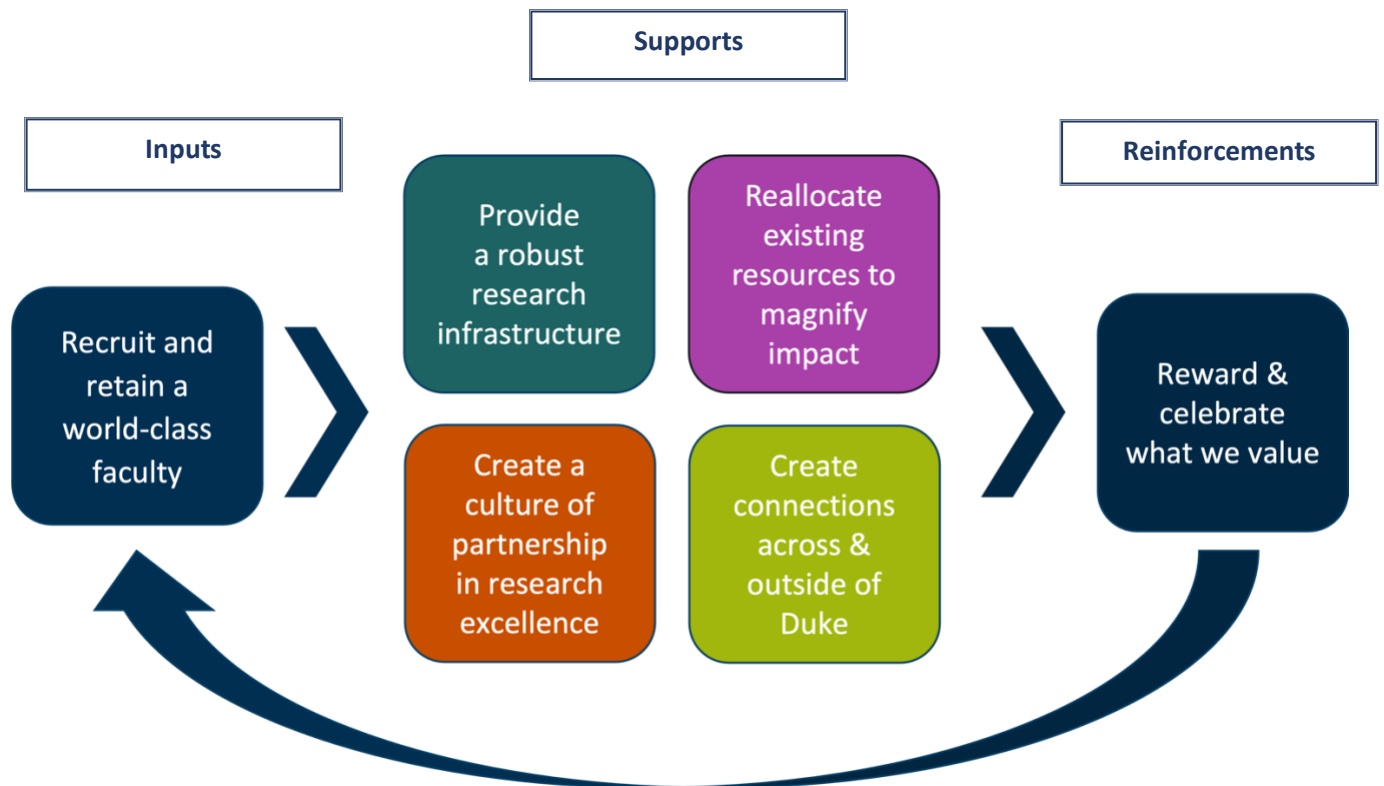 Supports
Inputs
Reinforcements
Recruit and
retain a
world-class
faculty
Provide
a robust
research
infrastructure
Reallocate
existing
resources to
magnify
impact
Create a
culture of
partnership
in research
excellence
Create
connections
across &
outside of
Duke
Reward &
celebrate
what we value